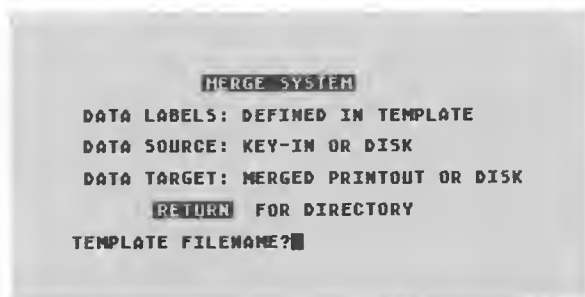 MERGE SYSTEM
DATA LABELS: DEFINED IN TEMPLATE
DATA SOURCE: KEY-IN OR DISK
DATA TARGET: MERGED PRINTOUT OR DISK
RETURN FOR DIRECTORY
TEMPLATE FILENAME?